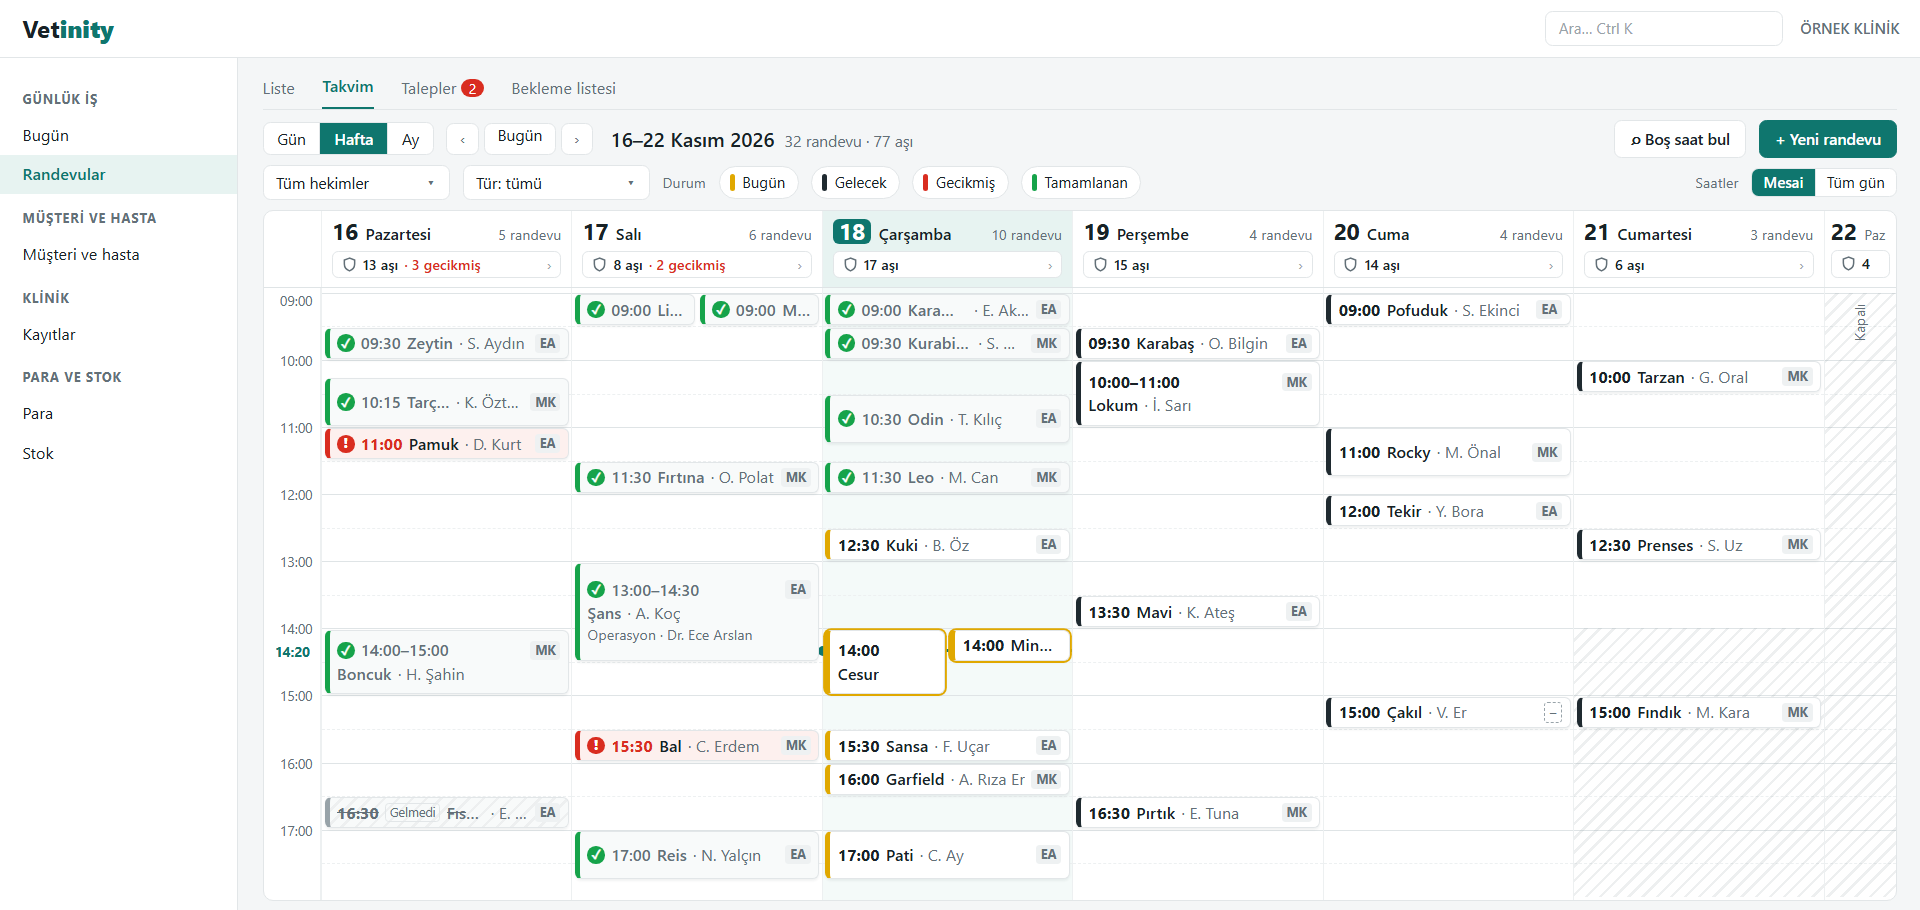 Vetinity
Ara... Ctrl K
ÖRNEK KLİNİK
GÜNLÜK İŞ
Bugün
Randevular
MÜŞTERİ VE HASTA
Müşteri ve hasta
KLİNİK
Kayıtlar
PARA VE STOK
Para
Stok
Liste Takvim Talepler 2 Bekleme listesi
Gün Hafta Ay ‹ Bugün › 16–22 Kasım 2026 32 randevu · 77 aşı
Boş saat bul
+ Yeni randevu
Tüm hekimler Tür: tümü Durum Bugün Gelecek Gecikmiş Tamamlanan
Saatler Mesai Tüm gün
16 Pazartesi 5 randevu
13 aşı · 3 gecikmiş ›
17 Salı 6 randevu
8 aşı · 2 gecikmiş ›
18 Çarşamba 10 randevu
17 aşı ›
19 Perşembe 4 randevu
15 aşı ›
20 Cuma 4 randevu
14 aşı ›
21 Cumartesi 3 randevu
6 aşı ›
22 Paz
4
09:00
10:00
11:00
12:00
13:00
14:00
14:20
15:00
16:00
17:00
09:30 Zeytin · S. Aydın EA
10:15 Tarç... · K. Özt... MK
11:00 Pamuk · D. Kurt EA
14:00–15:00 MK
Boncuk · H. Şahin
16:30 Gelmedi Fıs... · E. ... EA
09:00 Li...
09:00 M...
11:30 Fırtına · O. Polat MK
13:00–14:30 EA
Şans · A. Koç
Operasyon · Dr. Ece Arslan
15:30 Bal · C. Erdem MK
17:00 Reis · N. Yalçın EA
09:00 Kara... · E. Ak... EA
09:30 Kurabi... · S. ... MK
10:30 Odin · T. Kılıç EA
11:30 Leo · M. Can MK
12:30 Kuki · B. Öz EA
14:00
Cesur
14:00 Min...
15:30 Sansa · F. Uçar EA
16:00 Garfield · A. Rıza Er MK
17:00 Pati · C. Ay EA
09:30 Karabaş · O. Bilgin EA
10:00–11:00 MK
Lokum · İ. Sarı
13:30 Mavi · K. Ateş EA
16:30 Pırtık · E. Tuna MK
09:00 Pofuduk · S. Ekinci EA
11:00 Rocky · M. Önal MK
12:00 Tekir · Y. Bora EA
15:00 Çakıl · V. Er –
10:00 Tarzan · G. Oral MK
12:30 Prenses · S. Uz MK
15:00 Fındık · M. Kara MK
Kapalı